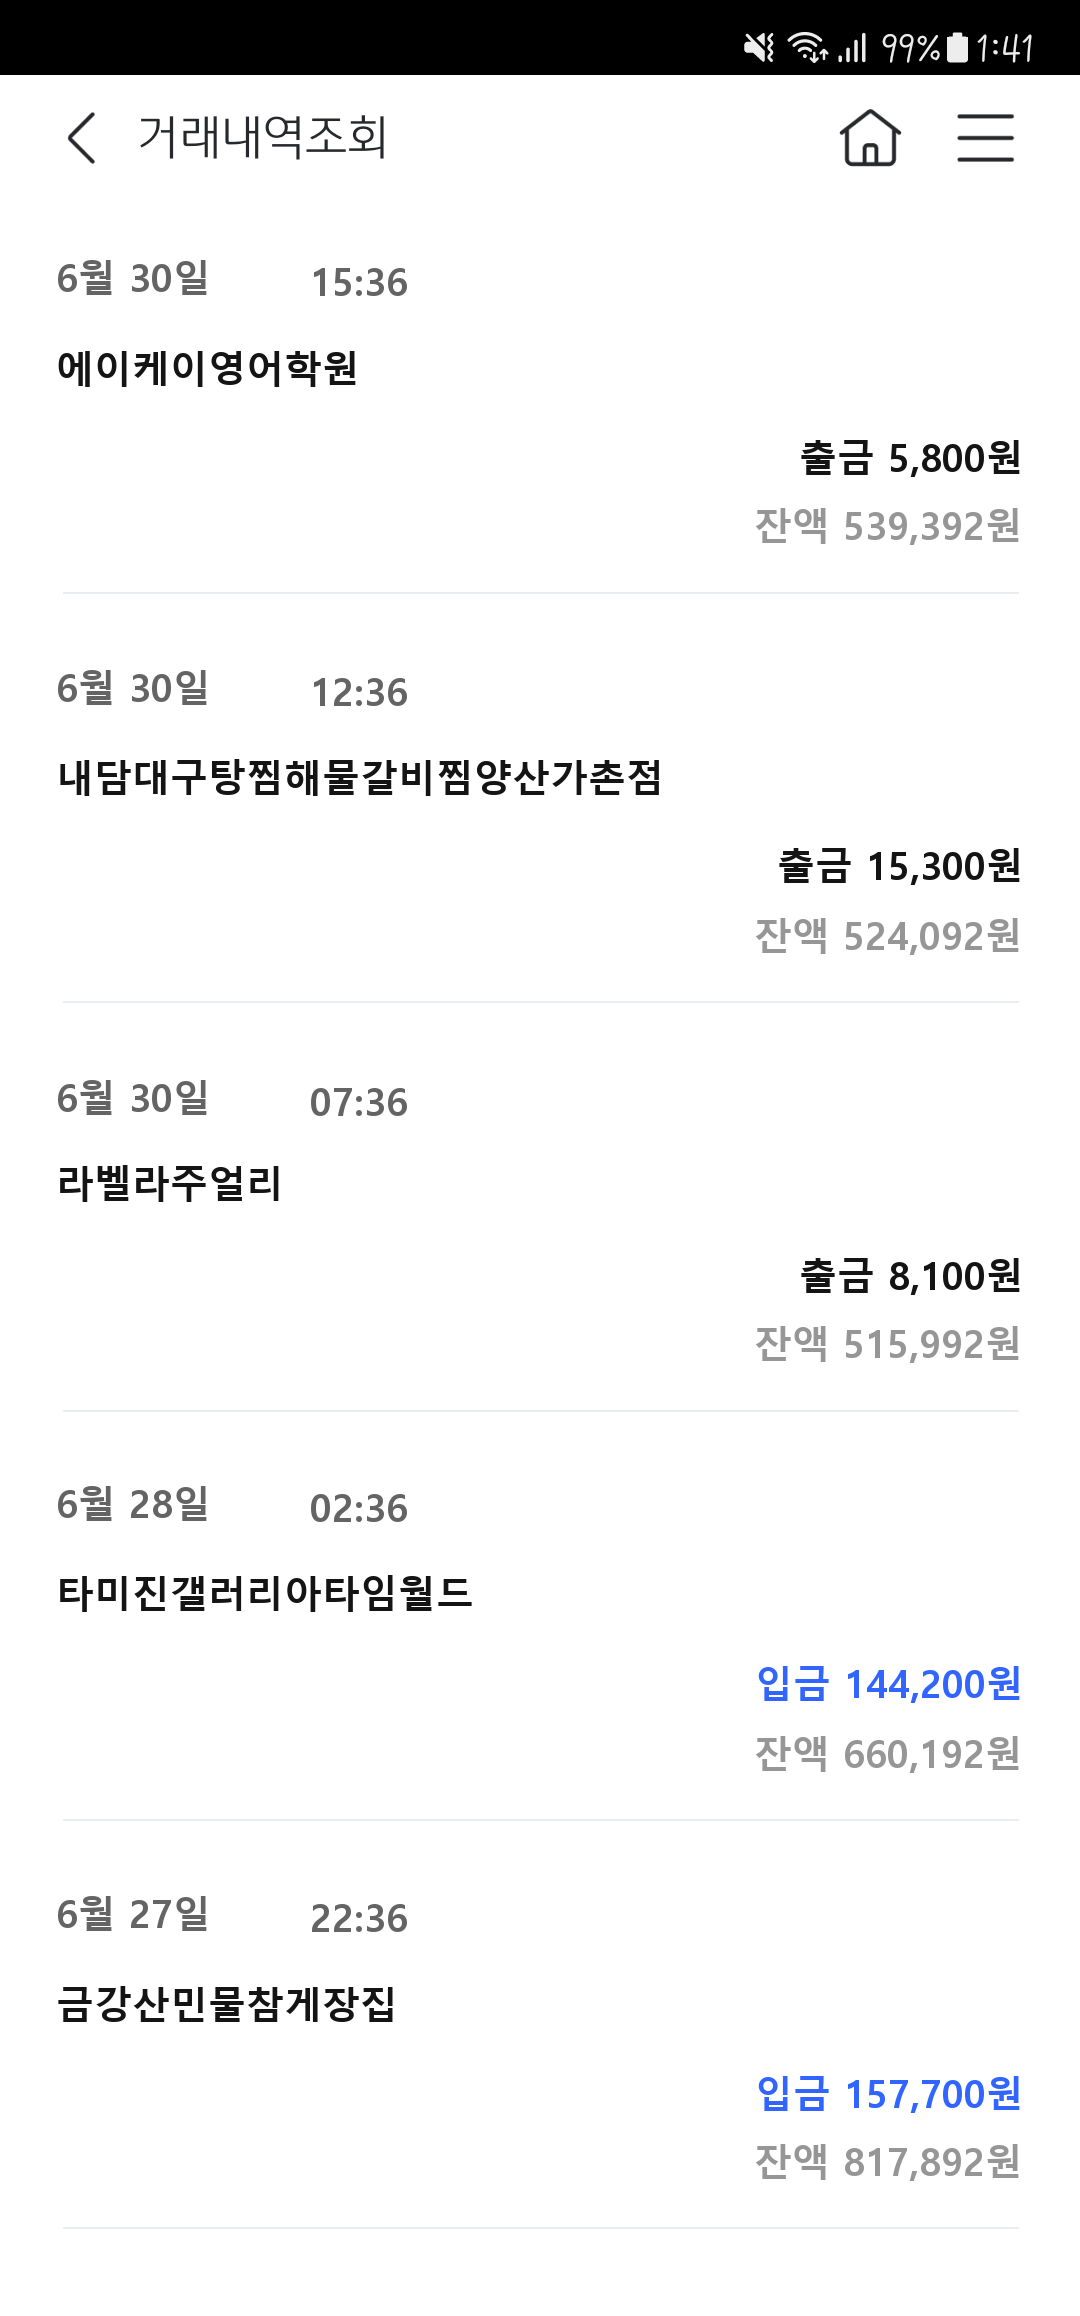 99% 1:41
거래내역조회
6월 30일 15:36
에이케이영어학원
출금 5,800원
잔액 539,392원
6월 30일 12:36
내담대구탕찜해물갈비찜양산가촌점
출금 15,300원
잔액 524,092원
6월 30일 07:36
라벨라주얼리
출금 8,100원
잔액 515,992원
6월 28일 02:36
타미진갤러리아타임월드
입금 144,200원
잔액 660,192원
6월 27일 22:36
금강산민물참게장집
입금 157,700원
잔액 817,892원